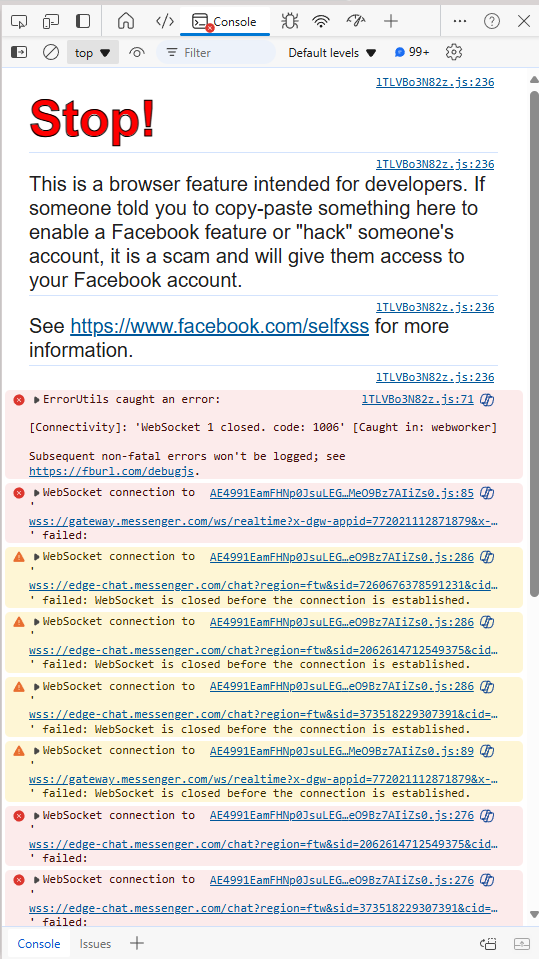 Console
top
Filter
Default levels
99+
lTLVBo3N82z.js:236
Stop!
lTLVBo3N82z.js:236
This is a browser feature intended for developers. If
someone told you to copy-paste something here to
enable a Facebook feature or "hack" someone's
account, it is a scam and will give them access to
your Facebook account.
lTLVBo3N82z.js:236
See https://www.facebook.com/selfxss for more
information.
lTLVBo3N82z.js:236
ErrorUtils caught an error: lTLVBo3N82z.js:71
[Connectivity]: 'WebSocket 1 closed. code: 1006' [Caught in: webworker]
Subsequent non-fatal errors won't be logged; see
https://fburl.com/debugjs.
WebSocket connection to AE4991EamFHNp0JsuLEG…MeO9Bz7AIiZs0.js:85
'
wss://gateway.messenger.com/ws/realtime?x-dgw-appid=772021112871879&x-…
' failed:
WebSocket connection to AE4991EamFHNp0JsuLEG…eO9Bz7AIiZs0.js:286
'
wss://edge-chat.messenger.com/chat?region=ftw&sid=7260676378591231&cid…
' failed: WebSocket is closed before the connection is established.
WebSocket connection to AE4991EamFHNp0JsuLEG…eO9Bz7AIiZs0.js:286
'
wss://edge-chat.messenger.com/chat?region=ftw&sid=2062614712549375&cid…
' failed: WebSocket is closed before the connection is established.
WebSocket connection to AE4991EamFHNp0JsuLEG…eO9Bz7AIiZs0.js:286
'
wss://edge-chat.messenger.com/chat?region=ftw&sid=373518229307391&cid=…
' failed: WebSocket is closed before the connection is established.
WebSocket connection to AE4991EamFHNp0JsuLEG…MeO9Bz7AIiZs0.js:89
'
wss://gateway.messenger.com/ws/realtime?x-dgw-appid=772021112871879&x-…
' failed: WebSocket is closed before the connection is established.
WebSocket connection to AE4991EamFHNp0JsuLEG…eO9Bz7AIiZs0.js:276
'
wss://edge-chat.messenger.com/chat?region=ftw&sid=2062614712549375&cid…
' failed:
WebSocket connection to AE4991EamFHNp0JsuLEG…eO9Bz7AIiZs0.js:276
'
wss://edge-chat.messenger.com/chat?region=ftw&sid=373518229307391&cid=…
' failed:
Console Issues